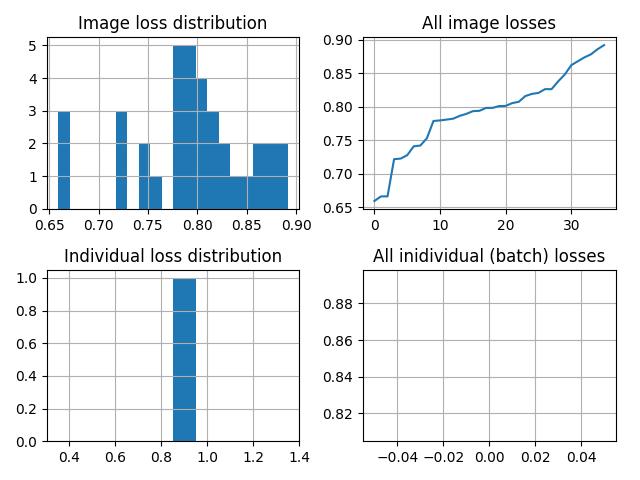 Image loss distribution
5
4
3
2
1
0
0.65 0.70 0.75 0.80 0.85 0.90
All image losses
0.90
0.85
0.80
0.75
0.70
0.65
0 10 20 30
Individual loss distribution
1.0
0.8
0.6
0.4
0.2
0.0
0.4 0.6 0.8 1.0 1.2 1.4
All inidividual (batch) losses
0.88
0.86
0.84
0.82
−0.04 −0.02 0.00 0.02 0.04